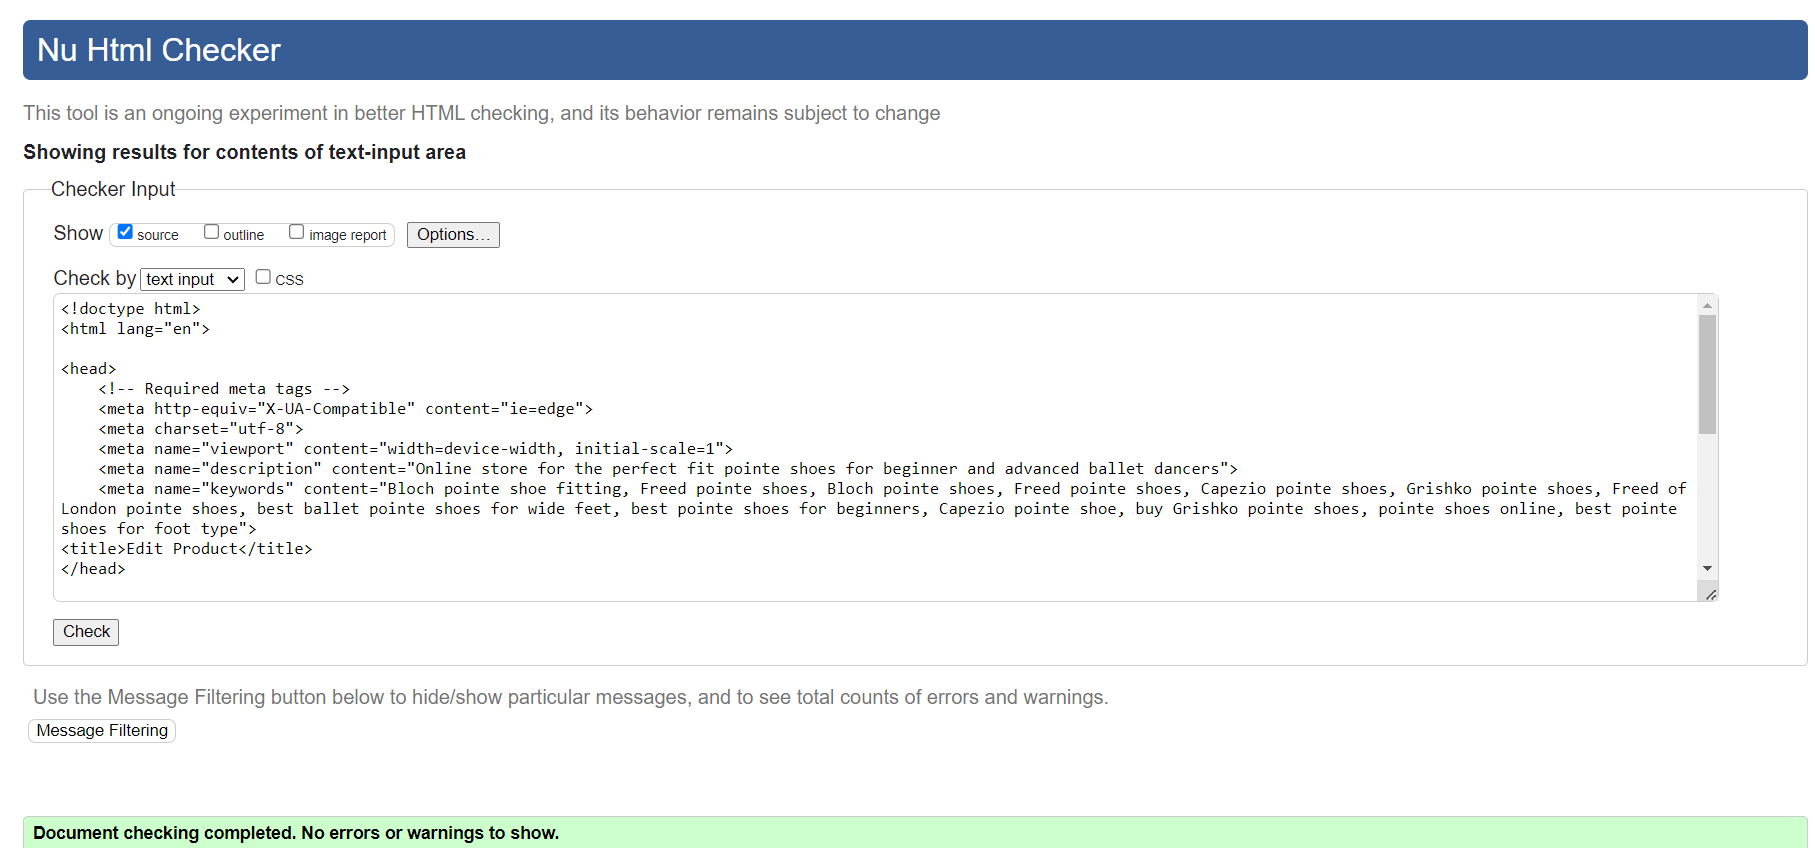 Nu Html Checker
This tool is an ongoing experiment in better HTML checking, and its behavior remains subject to change
Showing results for contents of text-input area
Checker Input
Show source outline image report Options...
Check by text input CSS
<!doctype html>
<html lang="en">
<head>
    <!-- Required meta tags -->
    <meta http-equiv="X-UA-Compatible" content="ie=edge">
    <meta charset="utf-8">
    <meta name="viewport" content="width=device-width, initial-scale=1">
    <meta name="description" content="Online store for the perfect fit pointe shoes for beginner and advanced ballet dancers">
    <meta name="keywords" content="Bloch pointe shoe fitting, Freed pointe shoes, Bloch pointe shoes, Freed pointe shoes, Capezio pointe shoes, Grishko pointe shoes, Freed of
London pointe shoes, best ballet pointe shoes for wide feet, best pointe shoes for beginners, Capezio pointe shoe, buy Grishko pointe shoes, pointe shoes online, best pointe
shoes for foot type">
<title>Edit Product</title>
</head>
Check
Use the Message Filtering button below to hide/show particular messages, and to see total counts of errors and warnings.
Message Filtering
Document checking completed. No errors or warnings to show.